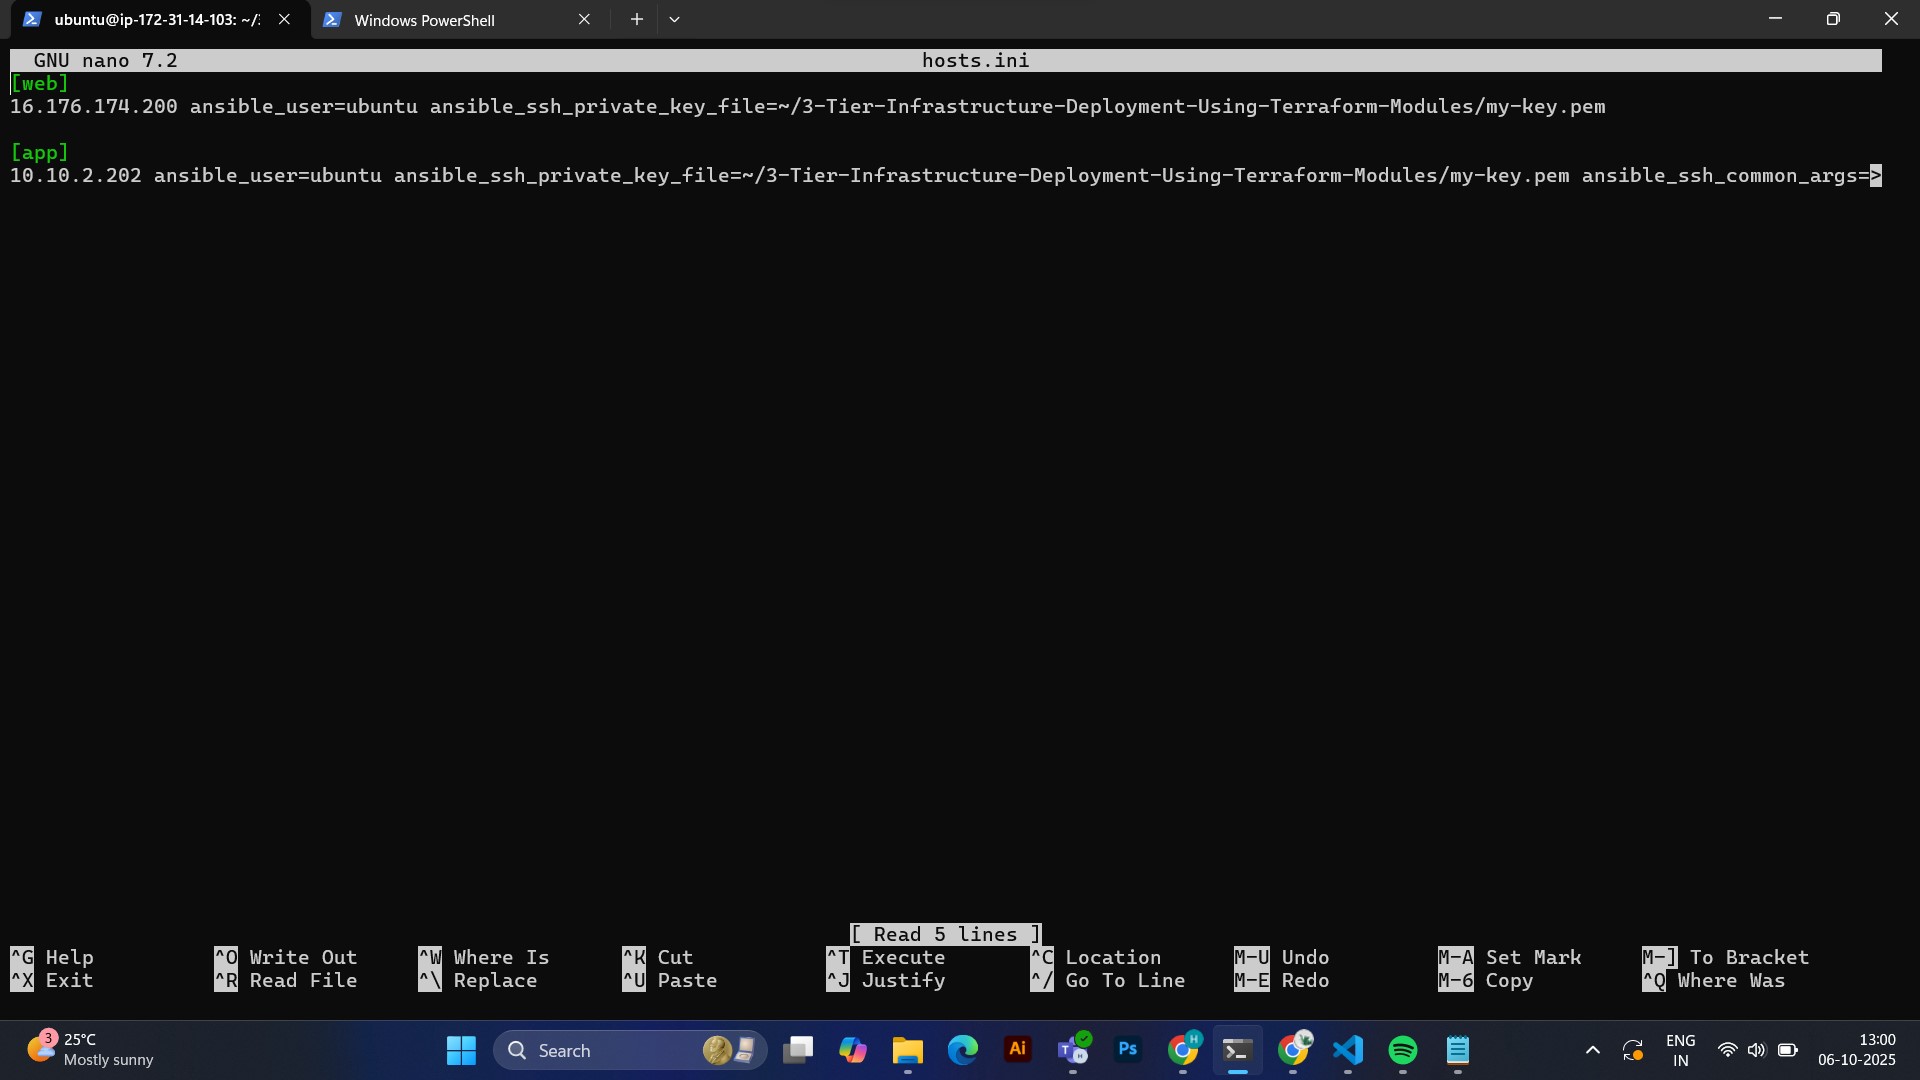 ubuntu@ip-172-31-14-103: ~/
Windows PowerShell
GNU nano 7.2 hosts.ini
[web]
16.176.174.200 ansible_user=ubuntu ansible_ssh_private_key_file=~/3-Tier-Infrastructure-Deployment-Using-Terraform-Modules/my-key.pem
[app]
10.10.2.202 ansible_user=ubuntu ansible_ssh_private_key_file=~/3-Tier-Infrastructure-Deployment-Using-Terraform-Modules/my-key.pem ansible_ssh_common_args=>
[ Read 5 lines ]
^G Help ^O Write Out ^W Where Is ^K Cut ^T Execute ^C Location M-U Undo M-A Set Mark M-] To Bracket
^X Exit ^R Read File ^\ Replace ^U Paste ^J Justify ^/ Go To Line M-E Redo M-6 Copy ^Q Where Was
3
25°C
Mostly sunny
Search
Ai
T
H
Ps
H
ENG
IN
13:00
06-10-2025